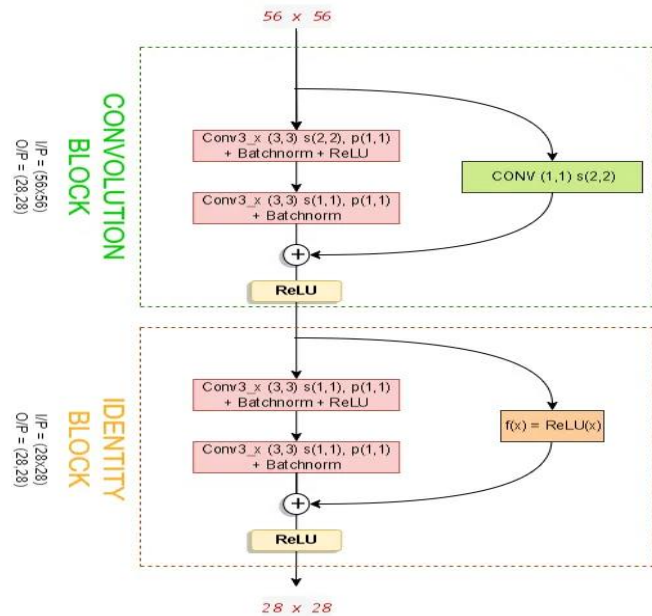 56 x 56
CONVOLUTION
BLOCK
I/P = (56x56)
O/P = (28,28)
Conv3_x (3,3) s(2,2), p(1,1)
+ Batchnorm + ReLU
CONV (1,1) s(2,2)
Conv3_x (3,3) s(1,1), p(1,1)
+ Batchnorm
+
ReLU
IDENTITY
BLOCK
I/P = (28x28)
O/P = (28,28)
Conv3_x (3,3) s(1,1), p(1,1)
+ Batchnorm + ReLU
f(x) = ReLU(x)
Conv3_x (3,3) s(1,1), p(1,1)
+ Batchnorm
+
ReLU
28 x 28